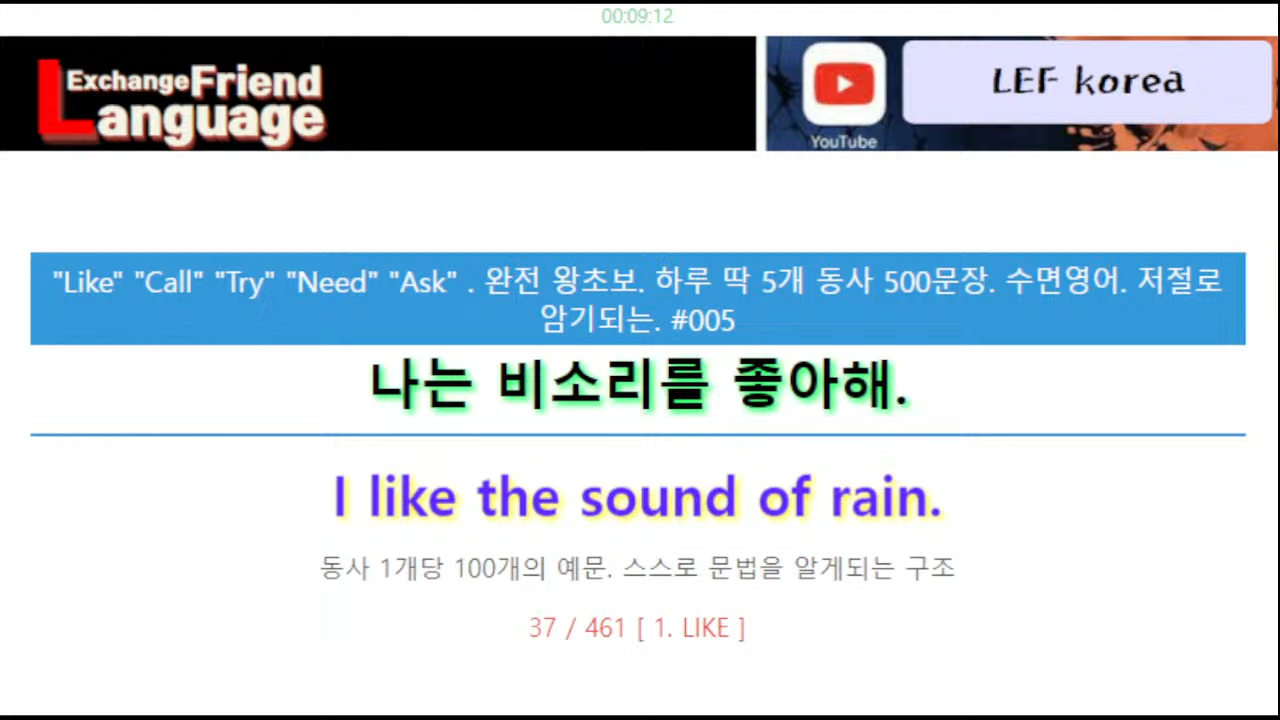 00:09:12
ExchangeFriend
Language
LEF korea
YouTube
"Like" "Call" "Try" "Need" "Ask" . 완전 왕초보. 하루 딱 5개 동사 500문장. 수면영어. 저절로
암기되는. #005
나는 비소리를 좋아해.
I like the sound of rain.
동사 1개당 100개의 예문. 스스로 문법을 알게되는 구조
37 / 461 [ 1. LIKE ]